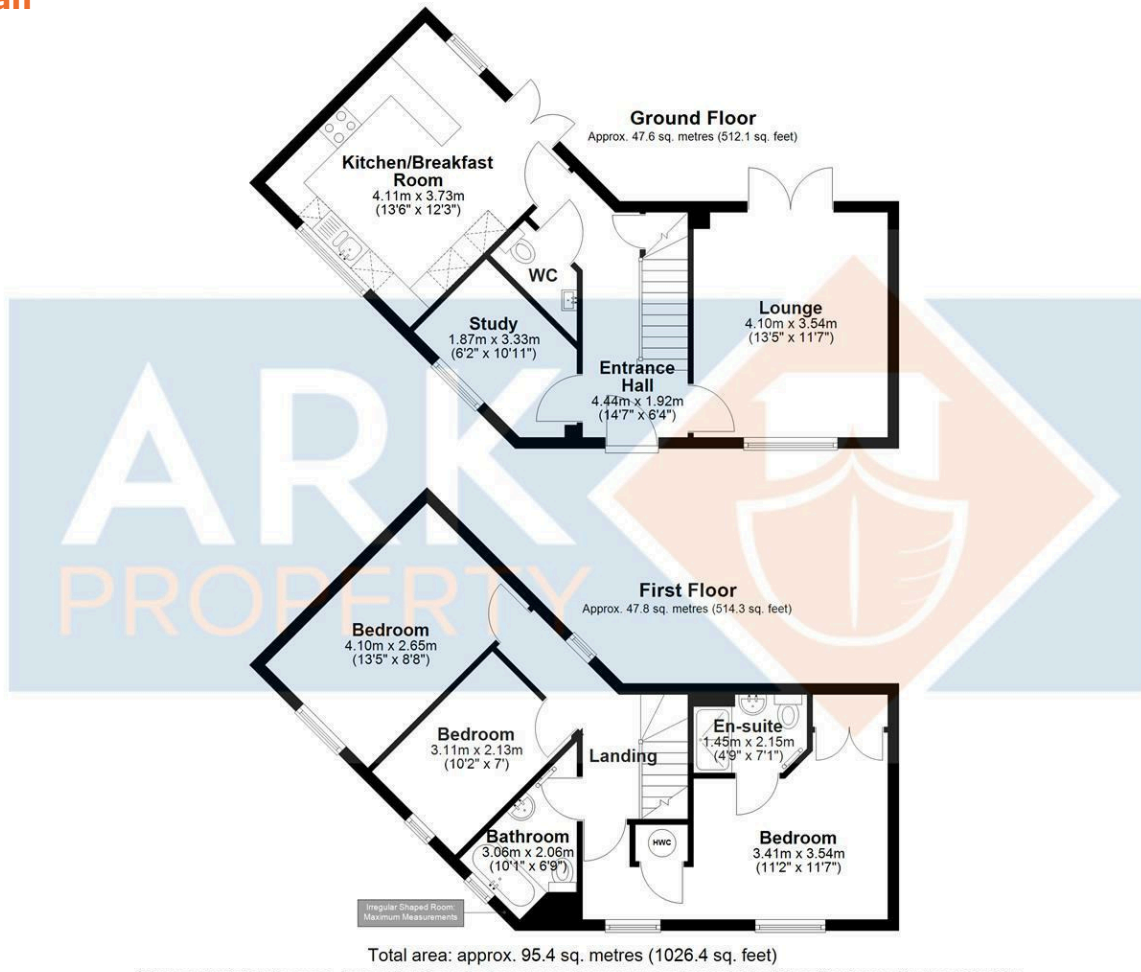 Ground Floor
Approx. 47.6 sq. metres (512.1 sq. feet)
Kitchen/Breakfast
Room
4.11m x 3.73m
(13'6" x 12'3")
WC
Study
1.87m x 3.33m
(6'2" x 10'11")
Entrance
Hall
4.44m x 1.92m
(14'7" x 6'4")
Lounge
4.10m x 3.54m
(13'5" x 11'7")
ARK
PROPERTY
First Floor
Approx. 47.8 sq. metres (514.3 sq. feet)
Bedroom
4.10m x 2.65m
(13'5" x 8'8")
Bedroom
3.11m x 2.13m
(10'2" x 7')
Landing
En-suite
1.45m x 2.15m
(4'9" x 7'1")
Bathroom
3.06m x 2.06m
(10'1" x 6'9")
HWC
Bedroom
3.41m x 3.54m
(11'2" x 11'7")
Irregular Shaped Room:
Maximum Measurements
Total area: approx. 95.4 sq. metres (1026.4 sq. feet)